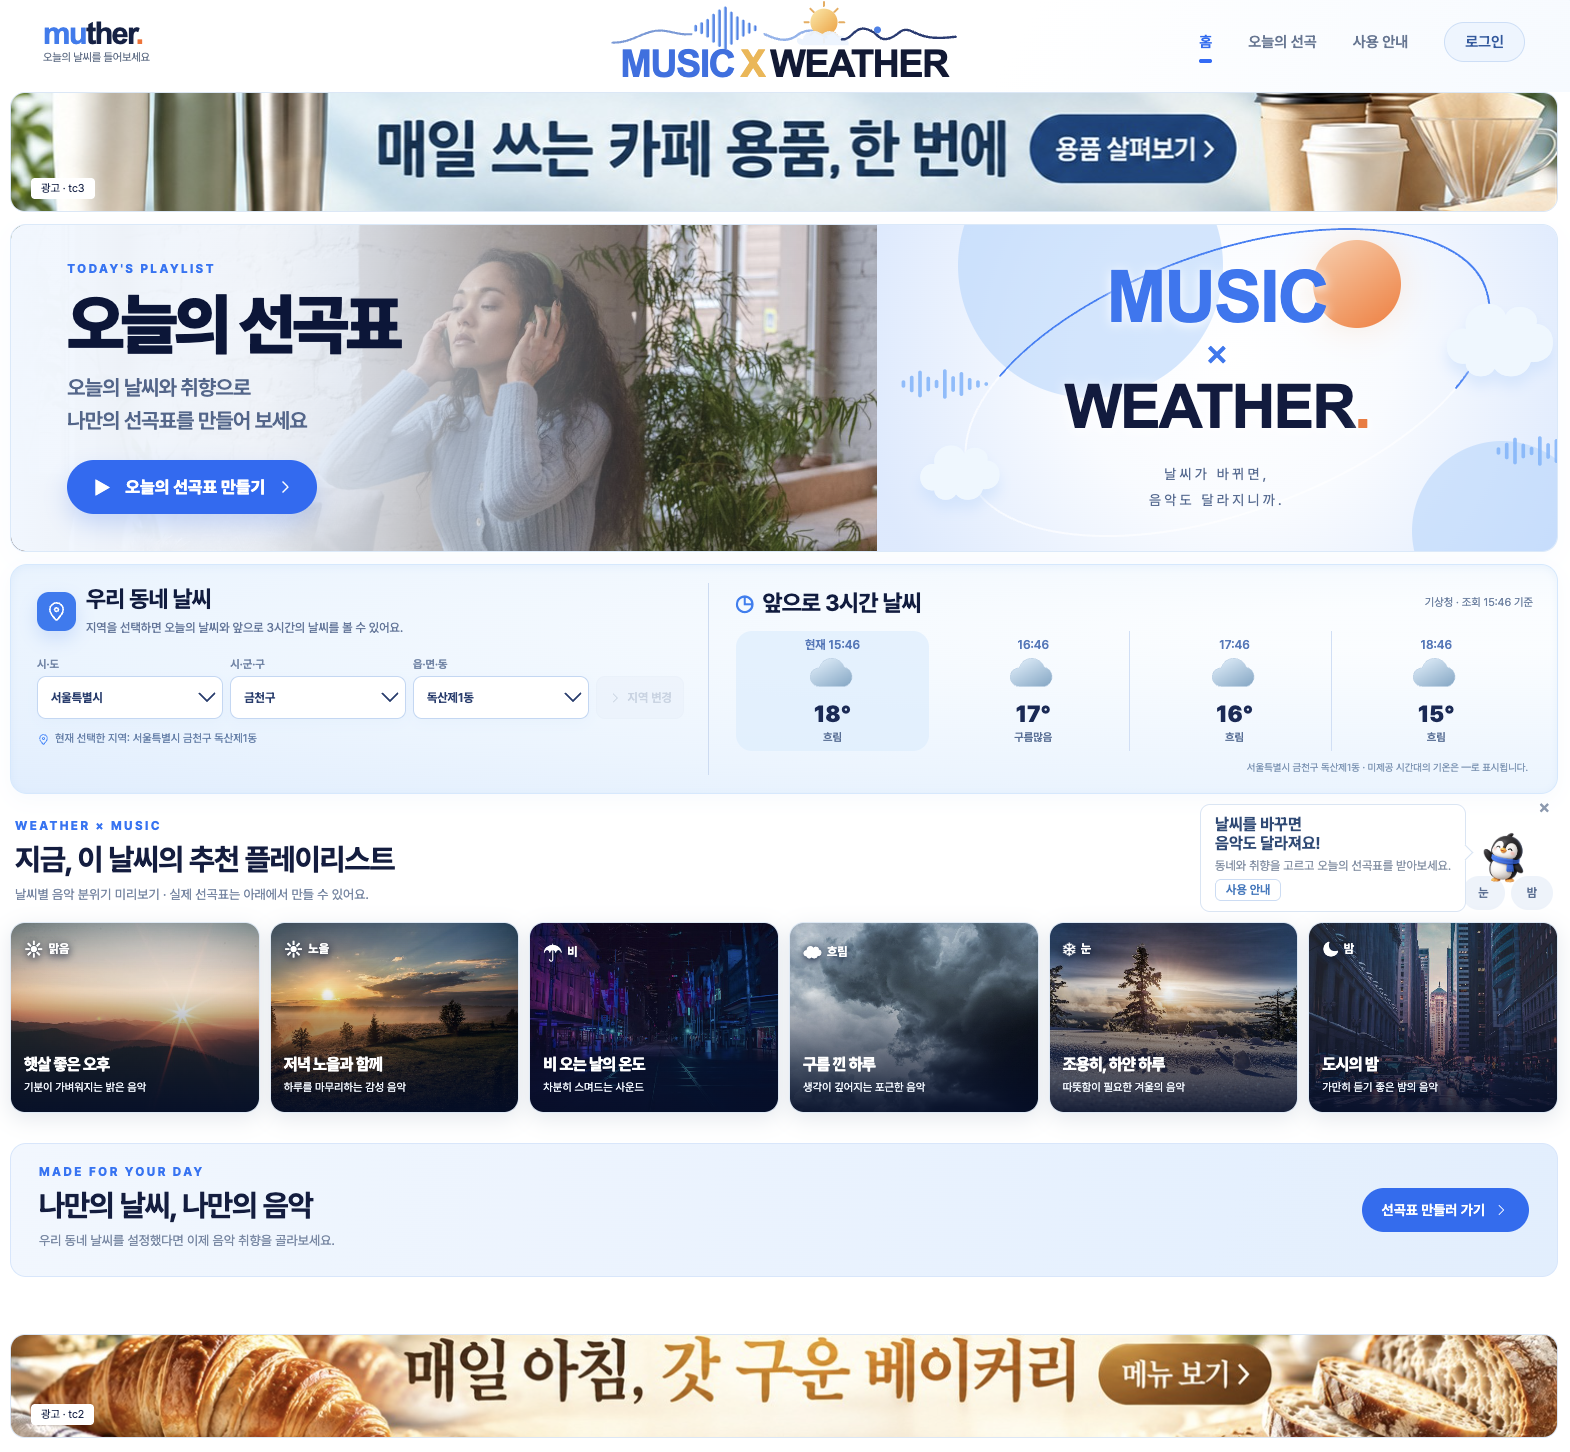 muther.
오늘의 날씨를 들어보세요
MUSIC X WEATHER
홈
오늘의 선곡
사용 안내
로그인
매일 쓰는 카페 용품, 한 번에
용품 살펴보기 >
광고 · tc3
TODAY'S PLAYLIST
오늘의 선곡표
오늘의 날씨와 취향으로
나만의 선곡표를 만들어 보세요
오늘의 선곡표 만들기
MUSIC
×
WEATHER.
날씨가 바뀌면,
음악도 달라지니까.
우리 동네 날씨
지역을 선택하면 오늘의 날씨와 앞으로 3시간의 날씨를 볼 수 있어요.
시·도
시·군·구
읍·면·동
서울특별시
금천구
독산제1동
지역 변경
현재 선택한 지역: 서울특별시 금천구 독산제1동
앞으로 3시간 날씨
기상청 · 조회 15:46 기준
현재 15:46
18°
흐림
16:46
17°
구름많음
17:46
16°
흐림
18:46
15°
흐림
서울특별시 금천구 독산제1동 · 미제공 시간대의 기온은 —로 표시됩니다.
WEATHER × MUSIC
지금, 이 날씨의 추천 플레이리스트
날씨별 음악 분위기 미리보기 · 실제 선곡표는 아래에서 만들 수 있어요.
날씨를 바꾸면
음악도 달라져요!
동네와 취향을 고르고 오늘의 선곡표를 받아보세요.
사용 안내
눈
밤
맑음
햇살 좋은 오후
기분이 가벼워지는 밝은 음악
노을
저녁 노을과 함께
하루를 마무리하는 감성 음악
비
비 오는 날의 온도
차분히 스며드는 사운드
흐림
구름 낀 하루
생각이 깊어지는 포근한 음악
눈
조용히, 하얀 하루
따뜻함이 필요한 겨울의 음악
밤
도시의 밤
가만히 듣기 좋은 밤의 음악
MADE FOR YOUR DAY
나만의 날씨, 나만의 음악
우리 동네 날씨를 설정했다면 이제 음악 취향을 골라보세요.
선곡표 만들러 가기
매일 아침, 갓 구운 베이커리
메뉴 보기 >
광고 · tc2